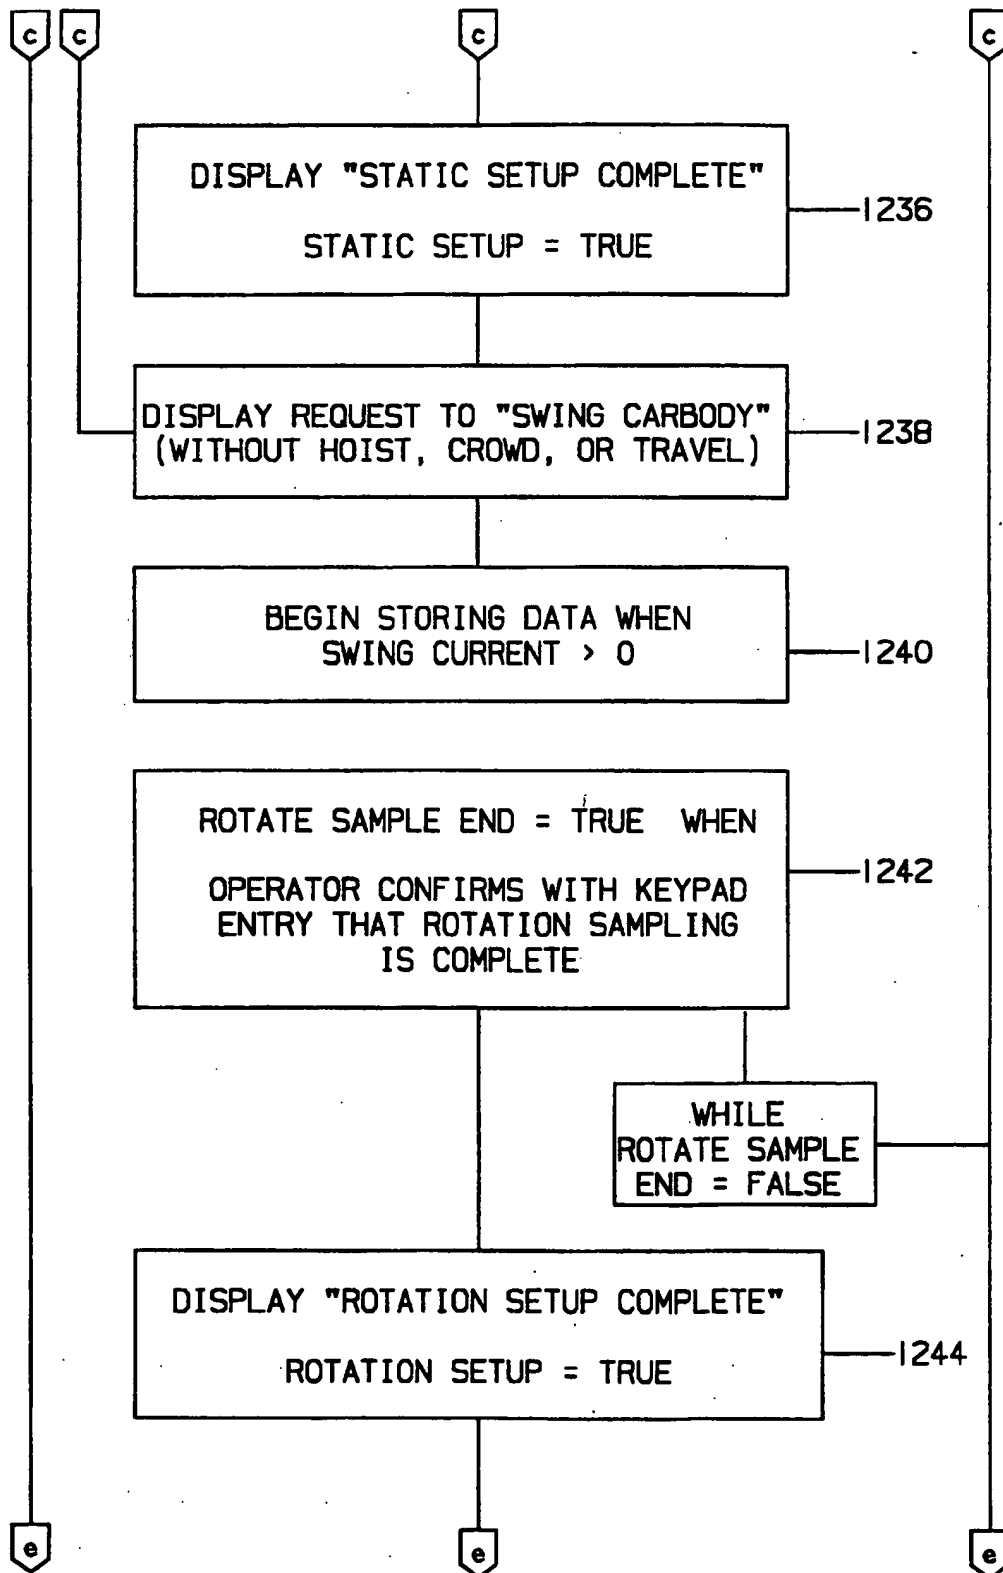 c c c c
DISPLAY "STATIC SETUP COMPLETE"
STATIC SETUP = TRUE
1236
DISPLAY REQUEST TO "SWING CARBODY"
(WITHOUT HOIST, CROWD, OR TRAVEL)
1238
BEGIN STORING DATA WHEN
SWING CURRENT > 0
1240
ROTATE SAMPLE END = TRUE WHEN
OPERATOR CONFIRMS WITH KEYPAD
ENTRY THAT ROTATION SAMPLING
IS COMPLETE
1242
WHILE
ROTATE SAMPLE
END = FALSE
DISPLAY "ROTATION SETUP COMPLETE"
ROTATION SETUP = TRUE
1244
e e e